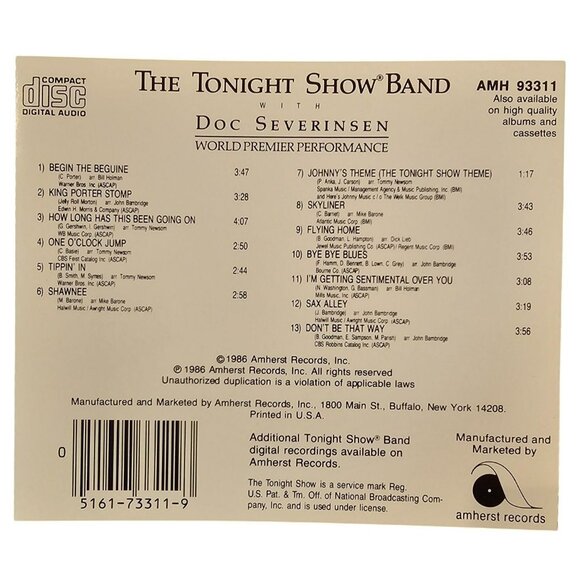 COMPACT
disc
DIGITAL AUDIO
THE TONIGHT SHOW® BAND
WITH
DOC SEVERINSEN
WORLD PREMIER PERFORMANCE
AMH 93311
Also available
on high quality
albums and
cassettes
1) BEGIN THE BEGUINE 3:47
(C. Porter) arr. Bill Holman
Warner Bros. Inc (ASCAP)
2) KING PORTER STOMP 3:28
(Jelly Roll Morton) arr. John Bambridge
Edwin H. Morris & Company (ASCAP)
3) HOW LONG HAS THIS BEEN GOING ON 4:07
(G. Gershwin, I. Gershwin) arr. Tommy Newsom
WB Music Corp. (ASCAP)
4) ONE O'CLOCK JUMP 2:50
(C. Basie) arr. Tommy Newsom
CBS Feist Catalog Inc. (ASCAP)
5) TIPPIN' IN 2:44
(B. Smith, M. Symes) arr. Tommy Newsom
Warner Bros. Inc (ASCAP)
6) SHAWNEE 2:58
(M. Barone) arr. Mike Barone
Halwill Music / Awright Music Corp. (ASCAP)
7) JOHNNY'S THEME (THE TONIGHT SHOW THEME) 1:17
(P. Anka, J. Carson) arr. Tommy Newsom
Spanka Music / Management Agency & Music Publishing, Inc. (BMI)
and Here's Johnny Music c / o The Welk Music Group (BMI)
8) SKYLINER 3:43
(C. Barnet) arr. Mike Barone
Atlantic Music Corp. (BMI)
9) FLYING HOME 3:46
(B. Goodman, L. Hampton) arr. Dick Lieb
Jewel Music Publishing (ASCAP) / Regent Music Corp. (BMI)
10) BYE BYE BLUES 3:53
(F. Hamm, D. Bennett, B. Lown, C. Grey) arr. John Bambridge
Bourne Co. (ASCAP)
11) I'M GETTING SENTIMENTAL OVER YOU 3:08
(N. Washington, G. Bassman) arr. Bill Holman
Mills Music, Inc. (ASCAP)
12) SAX ALLEY 3:19
(J. Bambridge) arr. John Bambridge
Halwill Music / Awright Music Corp. (ASCAP)
13) DON'T BE THAT WAY 3:56
(B. Goodman, E. Sampson, M. Parish) arr. John Bambridge
CBS Robbins Catalog Inc. (ASCAP)
©1986 Amherst Records, Inc.
℗ 1986 Amherst Records, Inc. All rights reserved
Unauthorized duplication is a violation of applicable laws
Manufactured and Marketed by Amherst Records, Inc., 1800 Main St., Buffalo, New York 14208.
Printed in U.S.A.
0
5161-73311-9
Additional Tonight Show® Band
digital recordings available on
Amherst Records.
The Tonight Show is a service mark Reg.
U.S. Pat. & Tm. Off. of National Broadcasting Com-
pany, Inc. and is used under license.
Manufactured and
Marketed by
amherst records